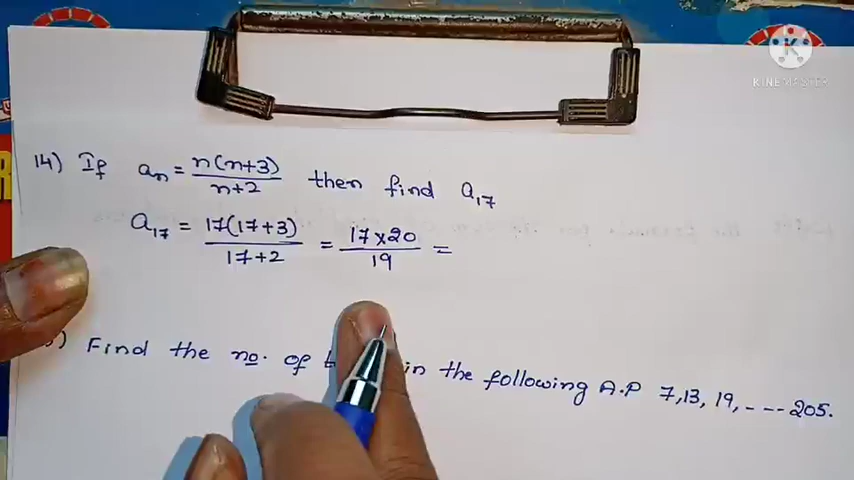 KINEMASTER
14) If aₙ = n(n+3)/n+2 then find a₁₇
a₁₇ = 17(17+3)/17+2 = 17×20/19 =
) Find the no. of in the following A.P 7,13, 19, - - - 205.